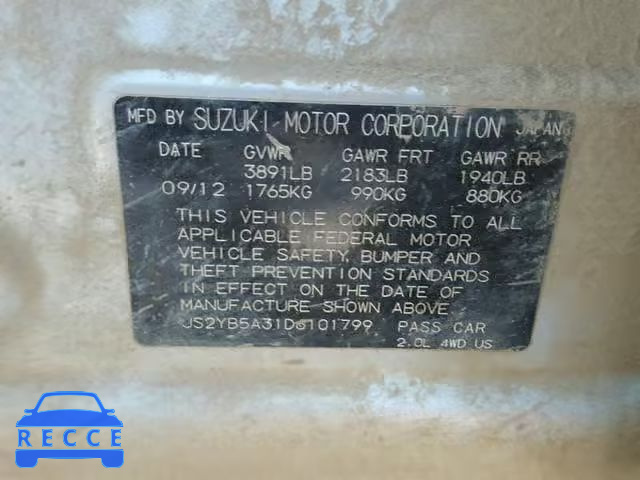 MFD BY SUZUKI MOTOR CORPORATION JAPAN
DATE GVWR GAWR FRT GAWR RR
3891LB 2183LB 1940LB
09/12 1765KG 990KG 880KG
THIS VEHICLE CONFORMS TO ALL
APPLICABLE FEDERAL MOTOR
VEHICLE SAFETY, BUMPER AND
THEFT PREVENTION STANDARDS
IN EFFECT ON THE DATE OF
MANUFACTURE SHOWN ABOVE
JS2YB5A31D6101799 PASS CAR
2.0L 4WD US
RECCE